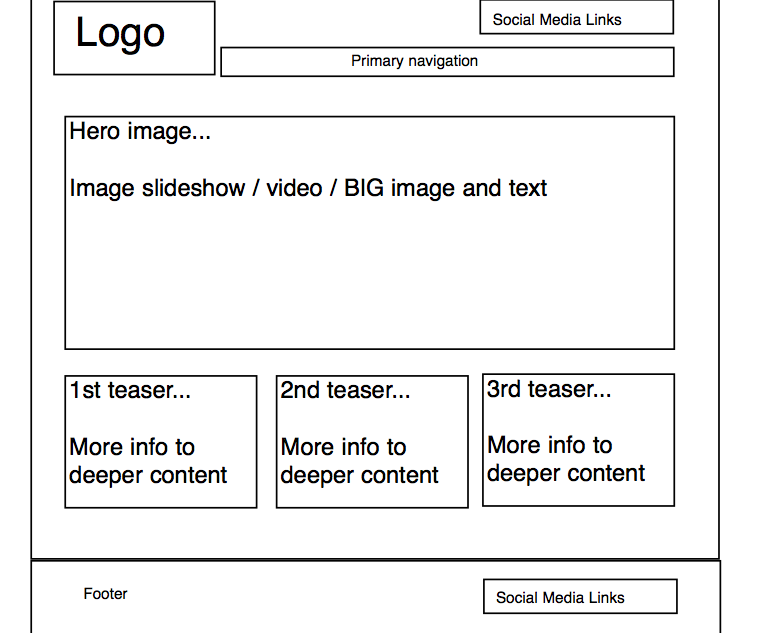 Logo
Social Media Links
Primary navigation
Hero image...
Image slideshow / video / BIG image and text
1st teaser...
More info to
deeper content
2nd teaser...
More info to
deeper content
3rd teaser...
More info to
deeper content
Footer
Social Media Links